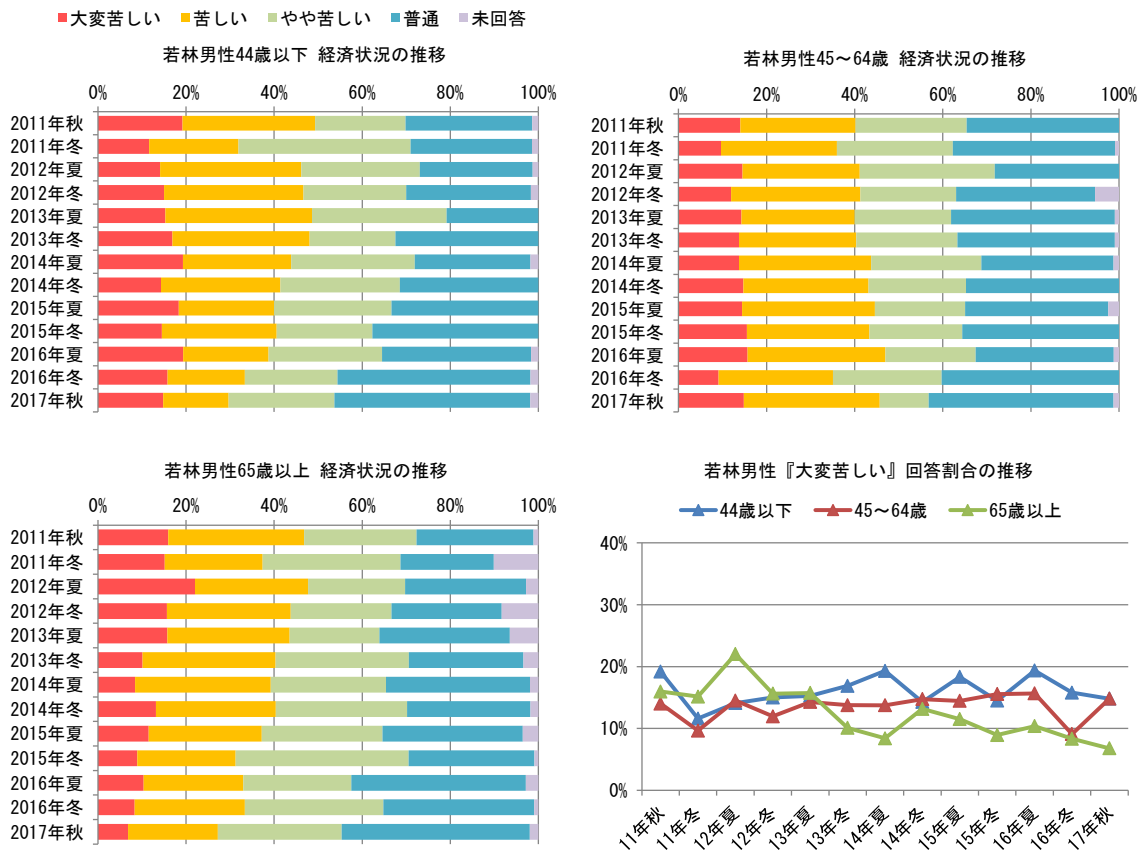 大変苦しい 苦しい やや苦しい 普通 未回答
若林男性44歳以下 経済状況の推移
0% 20% 40% 60% 80% 100%
2011年秋
2011年冬
2012年夏
2012年冬
2013年夏
2013年冬
2014年夏
2014年冬
2015年夏
2015年冬
2016年夏
2016年冬
2017年秋
若林男性45～64歳 経済状況の推移
0% 20% 40% 60% 80% 100%
2011年秋
2011年冬
2012年夏
2012年冬
2013年夏
2013年冬
2014年夏
2014年冬
2015年夏
2015年冬
2016年夏
2016年冬
2017年秋
若林男性65歳以上 経済状況の推移
0% 20% 40% 60% 80% 100%
2011年秋
2011年冬
2012年夏
2012年冬
2013年夏
2013年冬
2014年夏
2014年冬
2015年夏
2015年冬
2016年夏
2016年冬
2017年秋
若林男性『大変苦しい』回答割合の推移
44歳以下 45～64歳 65歳以上
40%
30%
20%
10%
0%
11年秋 11年冬 12年夏 12年冬 13年夏 13年冬 14年夏 14年冬 15年夏 15年冬 16年夏 16年冬 17年秋